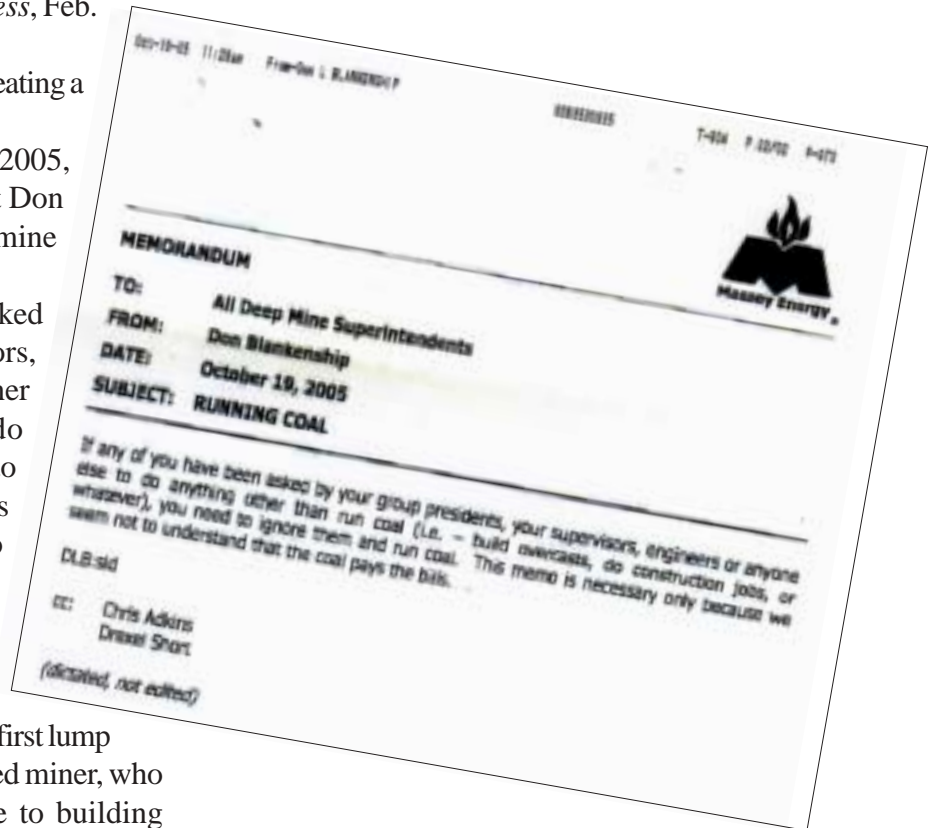 ess, Feb.
eating a
2005,
Don
mine
ked
ors,
her
do
o
s
first lump
ed miner, who
e to building
11:28am
BLANKENSHIP
MEMORANDUM
Massey Energy
TO: All Deep Mine Superintendents
FROM: Don Blankenship
DATE: October 19, 2005
SUBJECT: RUNNING COAL
If any of you have been asked by your group presidents, your supervisors, engineers or anyone
else to do anything other than run coal (i.e. – build overcasts, do construction jobs, or
whatever), you need to ignore them and run coal. This memo is necessary only because we
seem not to understand that the coal pays the bills.
DLB:sld
cc: Chris Adkins
Drexel Short
(dictated, not edited)